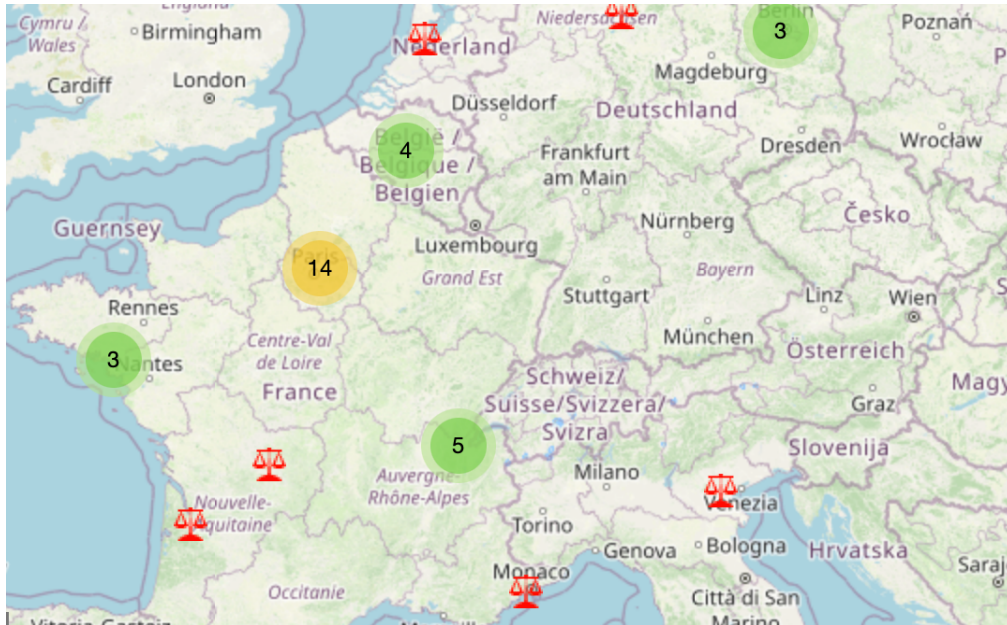 Cymru /
Wales
England
Birmingham
Cardiff
London
Nederland
Niedersachsen
Berlin
3
Poznań
Magdeburg
Düsseldorf
Deutschland
België /
Belgique /
Belgien
4
Frankfurt
am Main
Dresden
Wrocław
Guernsey
Luxembourg
Nürnberg
Česko
Paris
14
Grand Est
Bayern
Rennes
Stuttgart
Linz
Wien
Centre-Val
de Loire
München
3
Nantes
France
Schweiz/
Suisse/Svizzera/
Svizra
Österreich
Magy
Graz
5
Auvergne-
Rhône-Alpes
Milano
Slovenija
Nouvelle-
Aquitaine
Venezia
Torino
Genova
Bologna
Hrvatska
Monaco
Saraj
Occitanie
Città di San
Marino
Vitoria-Gasteiz